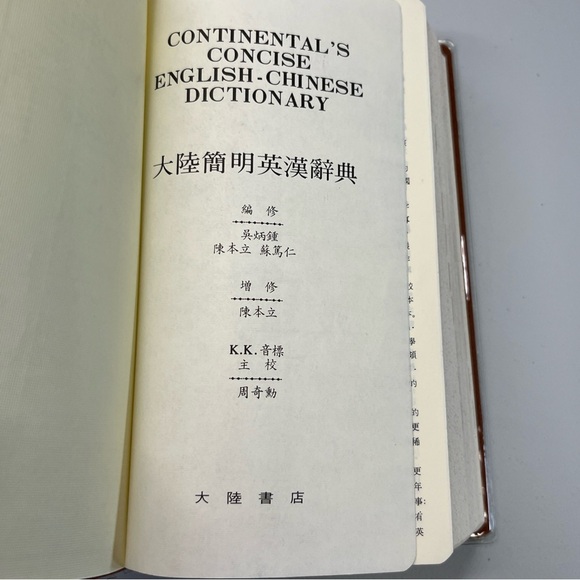 CONTINENTAL'S
CONCISE
ENGLISH-CHINESE
DICTIONARY
大陸簡明英漢辭典
編 修
吳炳鍾
陳本立 蘇篤仁
增 修
陳本立
K.K.音標
主 校
周奇勳
大 陸 書 店